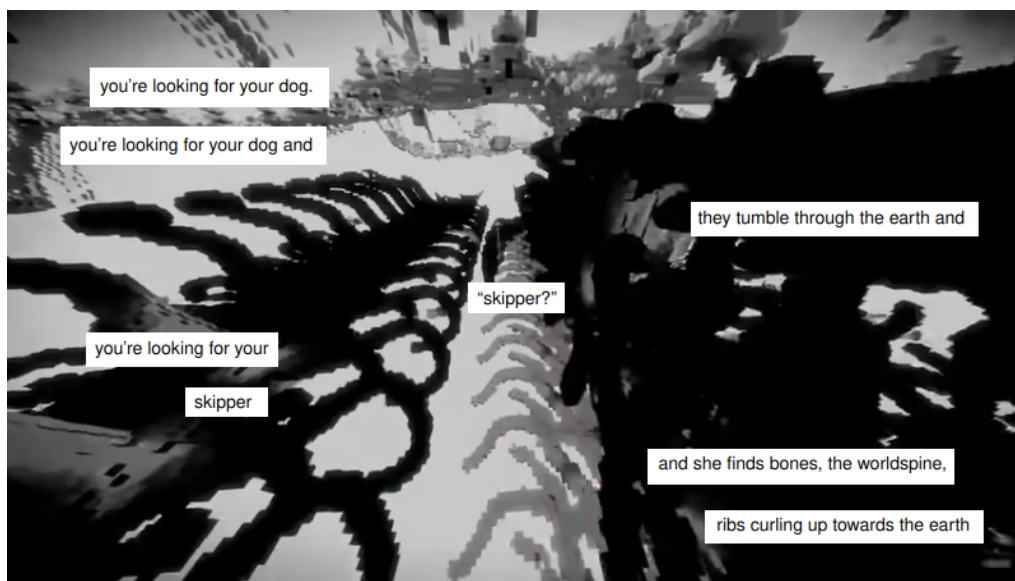 you’re looking for your dog.
you’re looking for your dog and
they tumble through the earth and
“skipper?”
you’re looking for your
skipper
and she finds bones, the worldspine,
ribs curling up towards the earth